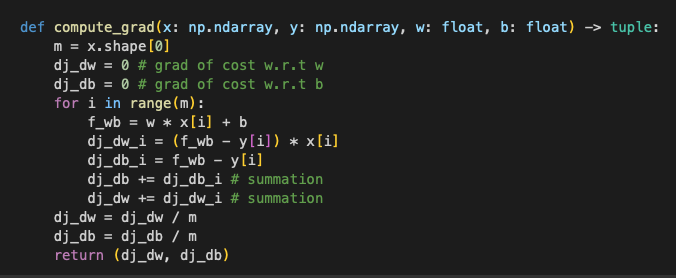 def compute_grad(x: np.ndarray, y: np.ndarray, w: float, b: float) -> tuple:
    m = x.shape[0]
    dj_dw = 0 # grad of cost w.r.t w
    dj_db = 0 # grad of cost w.r.t b
    for i in range(m):
        f_wb = w * x[i] + b
        dj_dw_i = (f_wb - y[i]) * x[i]
        dj_db_i = f_wb - y[i]
        dj_db += dj_db_i # summation
        dj_dw += dj_dw_i # summation
    dj_dw = dj_dw / m
    dj_db = dj_db / m
    return (dj_dw, dj_db)